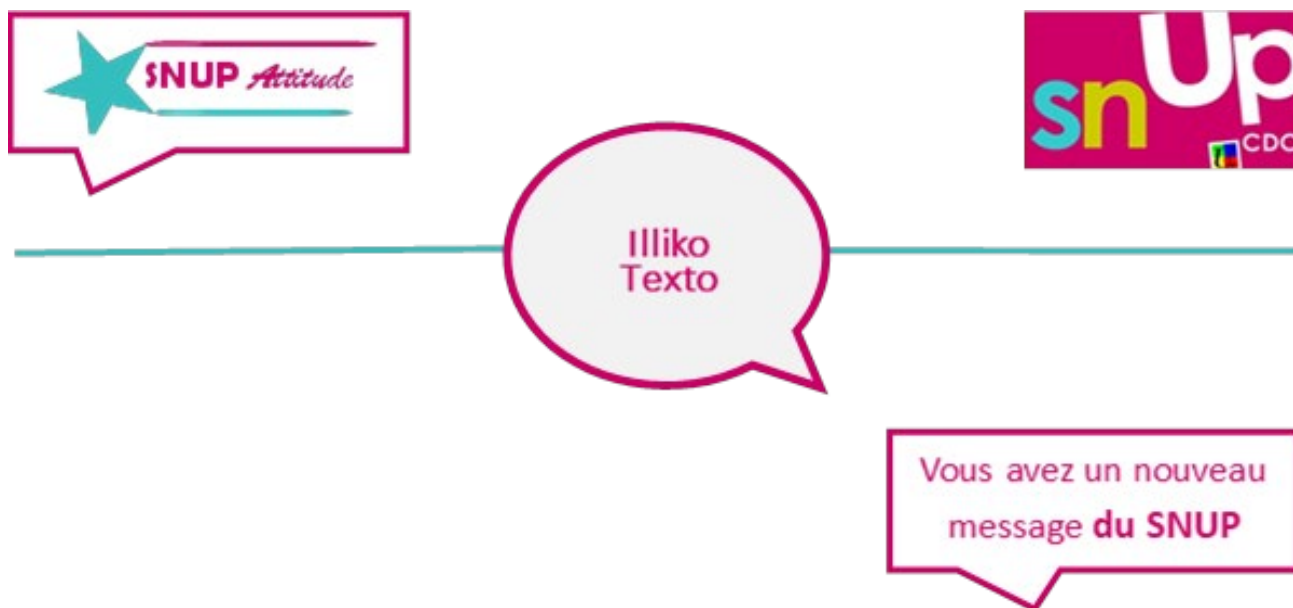 SNUP Attitude
snUp
CDC
Illiko
Texto
Vous avez un nouveau
message du SNUP